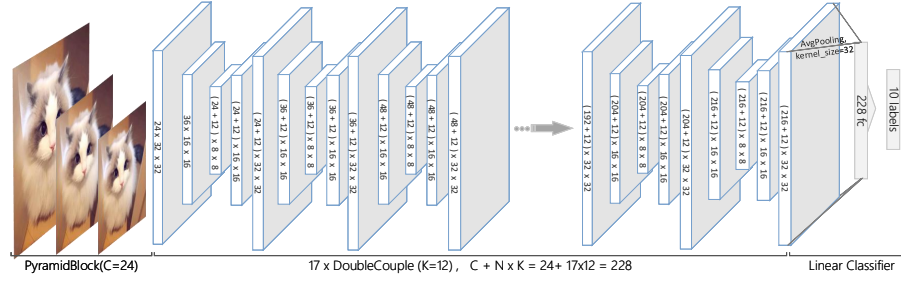 24 x 32 x 32
36 x 16 x 16
(24 + 12) x 8 x 8
(24 + 12) x 16 x 16
(24 + 12) x 32 x 32
(36 + 12) x 16 x 16
(36 + 12) x 8 x 8
(36 + 12) x 16 x 16
(36 + 12) x 32 x 32
(48 + 12) x 16 x 16
(48 + 12) x 8 x 8
(48 + 12) x 16 x 16
(48 + 12) x 32 x 32
(192 + 12) x 32 x 32
(204 + 12) x 16 x 16
(204 + 12) x 8 x 8
(204 + 12) x 16 x 16
(204 + 12) x 32 x 32
(216 + 12) x 16 x 16
(216 + 12) x 8 x 8
(216 + 12) x 16 x 16
(216 + 12) x 32 x 32
AvgPooling,
kernel_size=32
228 fc
10 labels
PyramidBlock(C=24)
17 x DoubleCouple (K=12) , C + N x K = 24+ 17x12 = 228
Linear Classifier